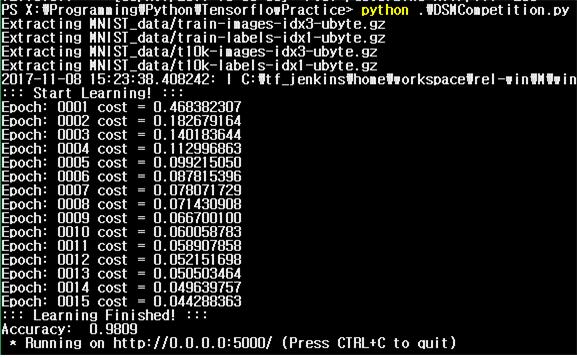 PS X:₩Programming₩Python₩TensorflowPractice> python .₩DSMCompetition.py
Extracting MNIST_data/train-images-idx3-ubyte.gz
Extracting MNIST_data/train-labels-idx1-ubyte.gz
Extracting MNIST_data/t10k-images-idx3-ubyte.gz
Extracting MNIST_data/t10k-labels-idx1-ubyte.gz
2017-11-08 15:23:38.408242: I C:₩tf_jenkins₩home₩workspace₩rel-win₩M₩win
::: Start Learning! :::
Epoch: 0001 cost = 0.468382307
Epoch: 0002 cost = 0.182679164
Epoch: 0003 cost = 0.140183644
Epoch: 0004 cost = 0.112996863
Epoch: 0005 cost = 0.099215050
Epoch: 0006 cost = 0.087815396
Epoch: 0007 cost = 0.078071729
Epoch: 0008 cost = 0.071430908
Epoch: 0009 cost = 0.066700100
Epoch: 0010 cost = 0.060058783
Epoch: 0011 cost = 0.058907858
Epoch: 0012 cost = 0.052151698
Epoch: 0013 cost = 0.050503464
Epoch: 0014 cost = 0.049639757
Epoch: 0015 cost = 0.044288363
::: Learning Finished! :::
Accuracy:  0.9809
 * Running on http://0.0.0.0:5000/ (Press CTRL+C to quit)